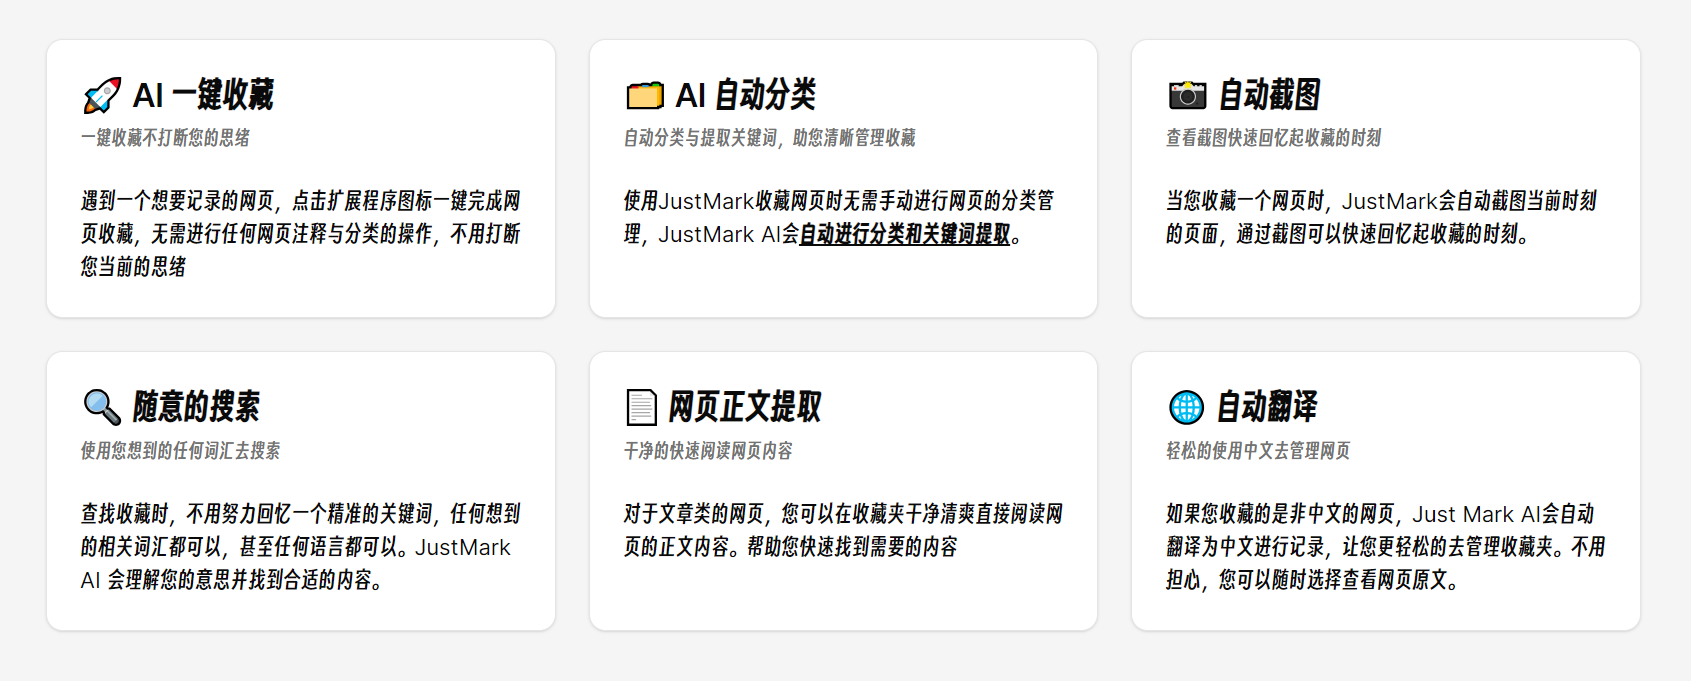 AI 一键收藏
一键收藏不打断您的思绪
遇到一个想要记录的网页，点击扩展程序图标一键完成网
页收藏，无需进行任何网页注释与分类的操作，不用打断
您当前的思绪
AI 自动分类
自动分类与提取关键词，助您清晰管理收藏
使用JustMark收藏网页时无需手动进行网页的分类管
理，JustMark AI会自动进行分类和关键词提取。
自动截图
查看截图快速回忆起收藏的时刻
当您收藏一个网页时，JustMark会自动截图当前时刻
的页面，通过截图可以快速回忆起收藏的时刻。
随意的搜索
使用您想到的任何词汇去搜索
查找收藏时，不用努力回忆一个精准的关键词，任何想到
的相关词汇都可以，甚至任何语言都可以。JustMark
AI 会理解您的意思并找到合适的内容。
网页正文提取
干净的快速阅读网页内容
对于文章类的网页，您可以在收藏夹干净清爽直接阅读网
页的正文内容。帮助您快速找到需要的内容
自动翻译
轻松的使用中文去管理网页
如果您收藏的是非中文的网页，Just Mark AI会自动
翻译为中文进行记录，让您更轻松的去管理收藏夹。不用
担心，您可以随时选择查看网页原文。